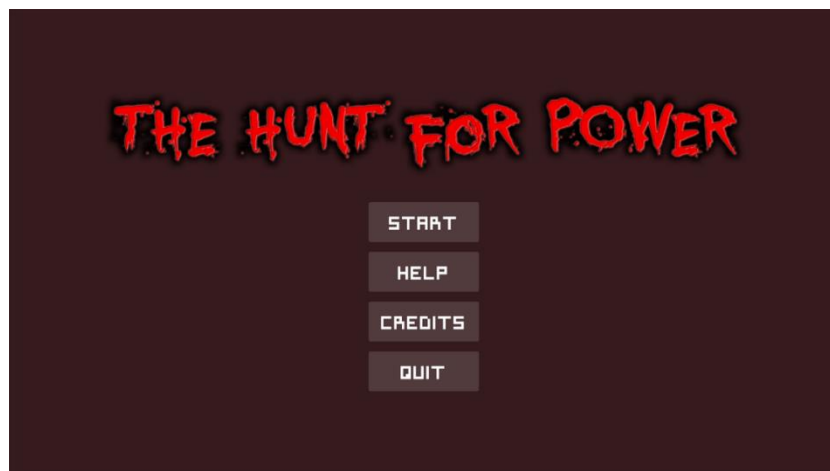 THE HUNT FOR POWER
START
HELP
CREDITS
QUIT